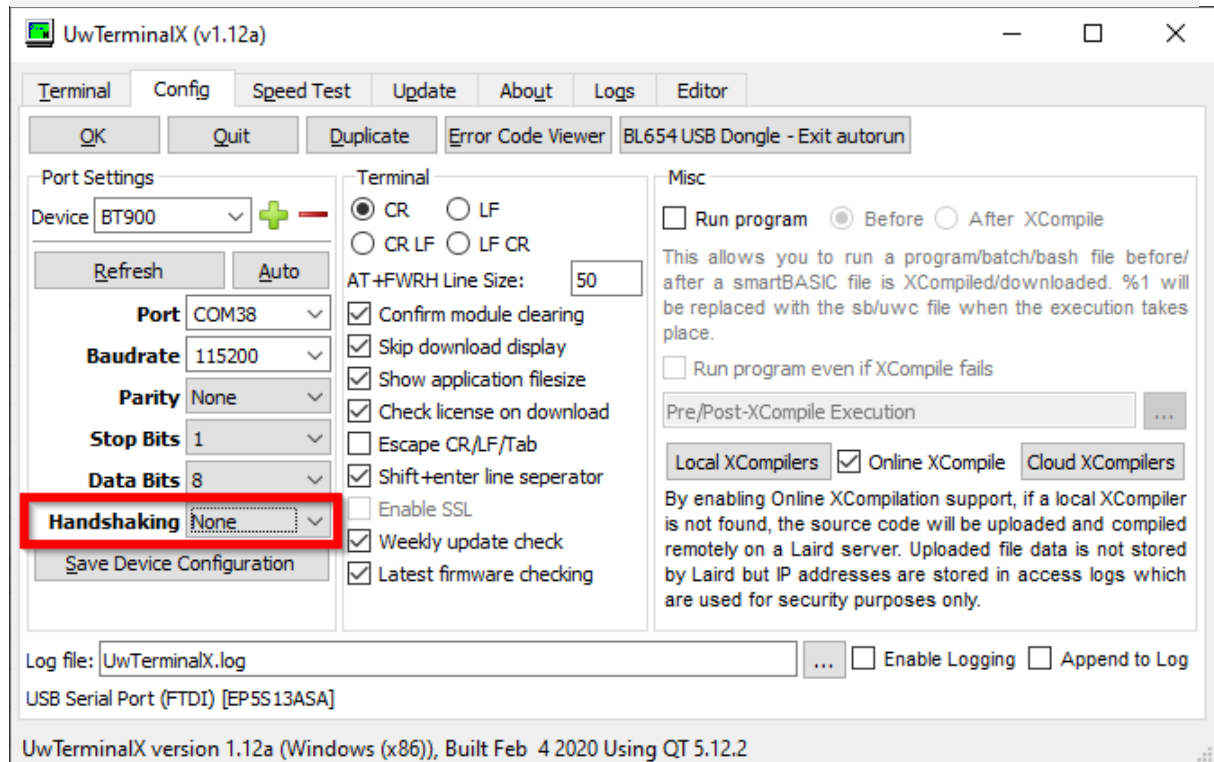 UwTerminalX (v1.12a)
Terminal Config Speed Test Update About Logs Editor
OK Quit Duplicate Error Code Viewer BL654 USB Dongle - Exit autorun
Port Settings
Device BT900
Refresh Auto
Port COM38
Baudrate 115200
Parity None
Stop Bits 1
Data Bits 8
Handshaking None
Save Device Configuration
Terminal
CR LF
CR LF LF CR
AT+FWRH Line Size: 50
Confirm module clearing
Skip download display
Show application filesize
Check license on download
Escape CR/LF/Tab
Shift+enter line seperator
Enable SSL
Weekly update check
Latest firmware checking
Misc
Run program Before After XCompile
This allows you to run a program/batch/bash file before/
after a smartBASIC file is XCompiled/downloaded. %1 will
be replaced with the sb/uwc file when the execution takes
place.
Run program even if XCompile fails
Pre/Post-XCompile Execution ...
Local XCompilers Online XCompile Cloud XCompilers
By enabling Online XCompilation support, if a local XCompiler
is not found, the source code will be uploaded and compiled
remotely on a Laird server. Uploaded file data is not stored
by Laird but IP addresses are stored in access logs which
are used for security purposes only.
Log file: UwTerminalX.log ... Enable Logging Append to Log
USB Serial Port (FTDI) [EP5S13ASA]
UwTerminalX version 1.12a (Windows (x86)), Built Feb 4 2020 Using QT 5.12.2